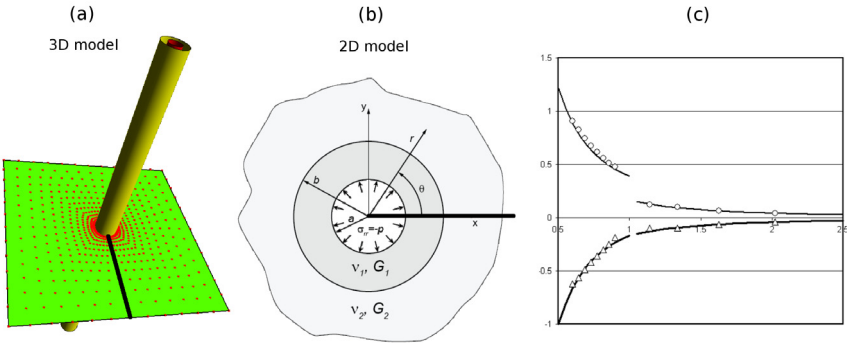 (a)
3D model
(b)
2D model
y
r
b
θ
a
x
σrr=-p
ν1, G1
ν2, G2
(c)
1.5
1
0.5
0
0.5
1
1.5
2
2.5
-0.5
-1